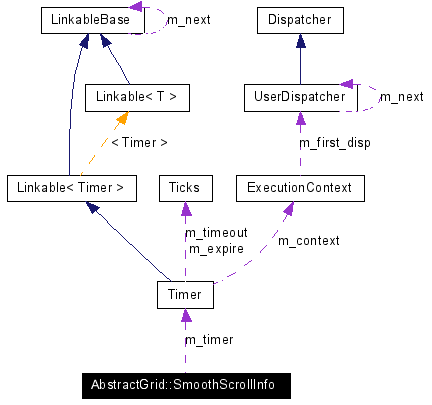 LinkableBase
Dispatcher
m_next
Linkable< T >
UserDispatcher
m_next
< Timer >
m_first_disp
Linkable< Timer >
Ticks
ExecutionContext
m_timeout
m_expire
m_context
Timer
m_timer
AbstractGrid::SmoothScrollInfo